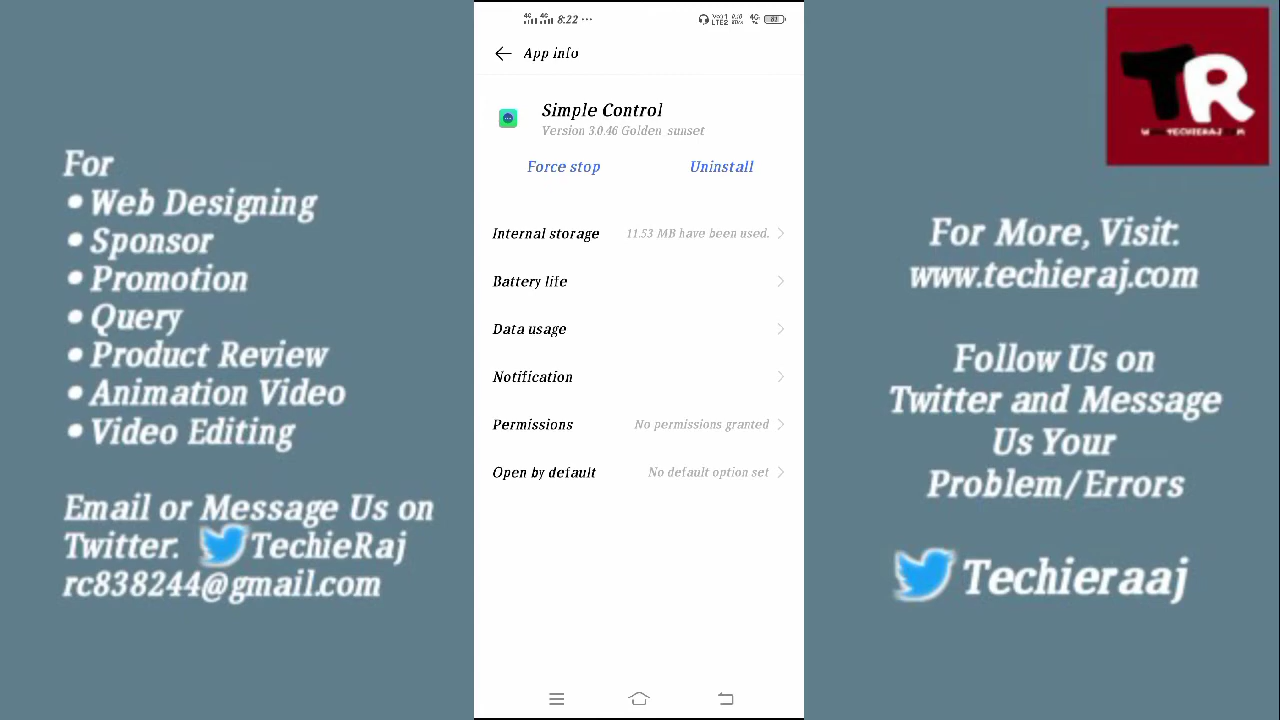 For
• Web Designing
• Sponsor
• Promotion
• Query
• Product Review
• Animation Video
• Video Editing
Email or Message Us on
Twitter. TechieRaj
rc838244@gmail.com
8:22 ...
App info
Simple Control
Version 3.0.46 Golden sunset
Force stop
Uninstall
Internal storage 11.53 MB have been used.
Battery life
Data usage
Notification
Permissions No permissions granted
Open by default No default option set
TR
For More, Visit:
www.techieraj.com
Follow Us on
Twitter and Message
Us Your
Problem/Errors
Techieraaj